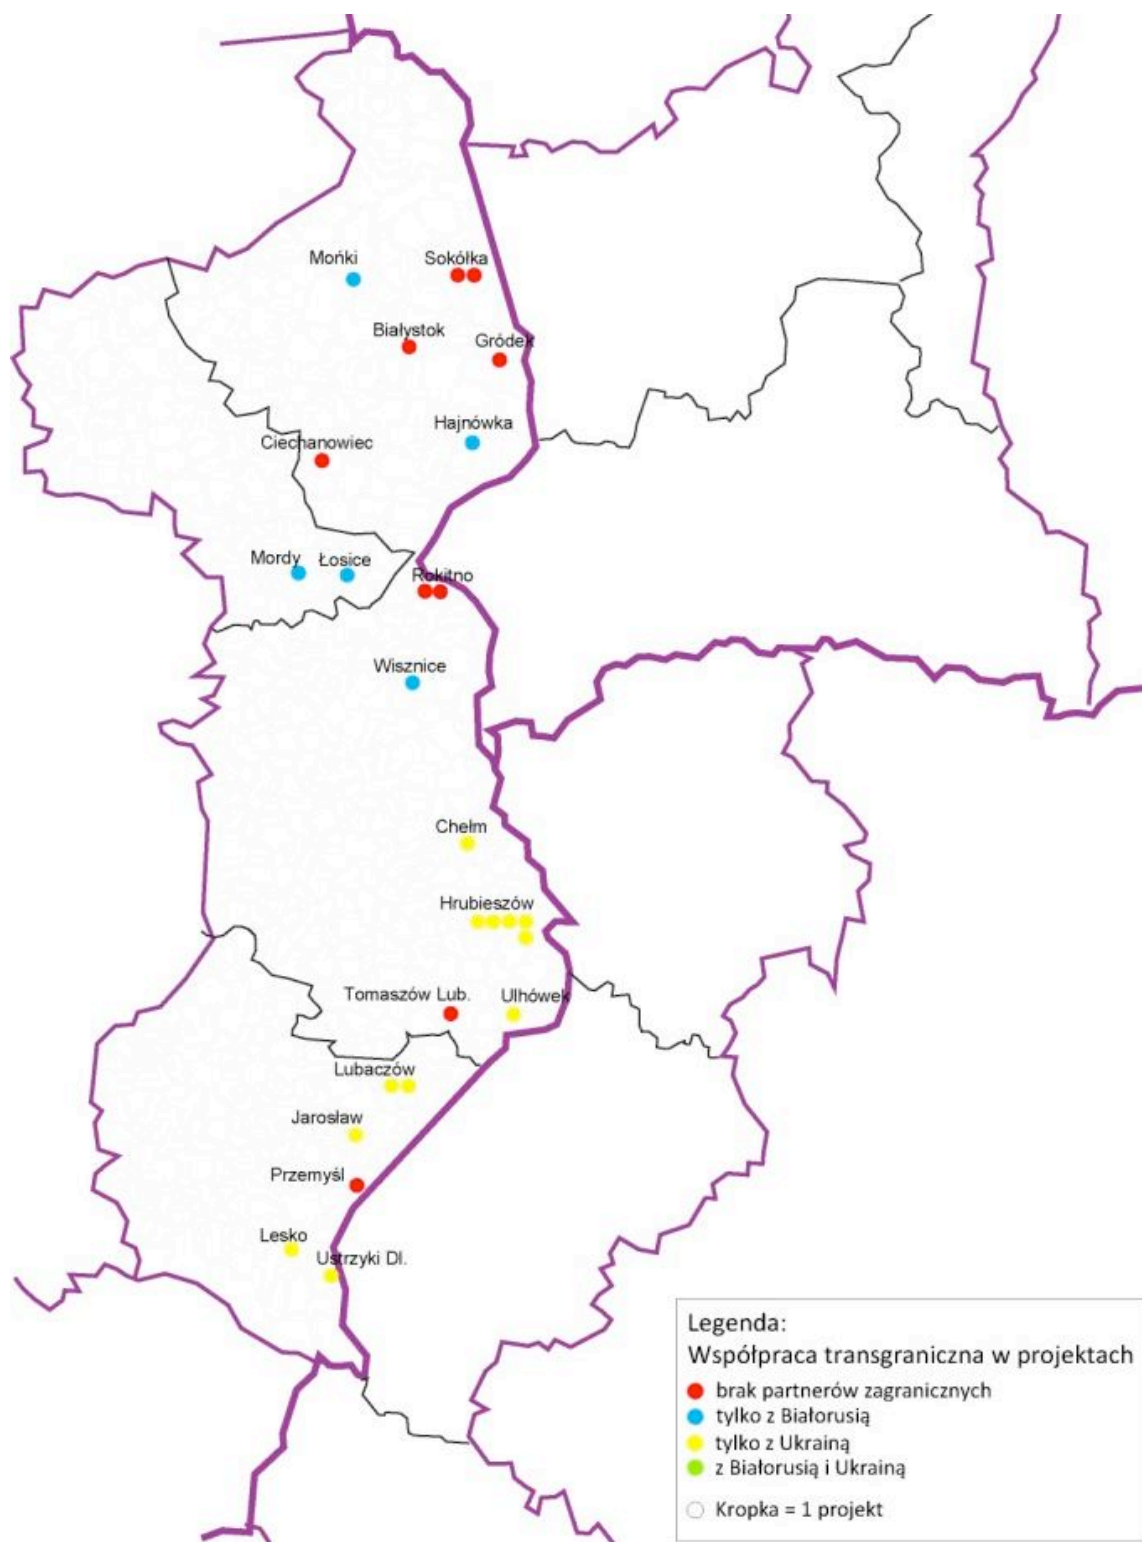 Mońki
Sokółka
Białystok
Gródek
Hajnówka
Ciechanowiec
Mordy
Łosice
Rokitno
Wisznice
Chełm
Hrubieszów
Tomaszów Lub.
Ulhówek
Lubaczów
Jarosław
Przemyśl
Lesko
Ustrzyki Dl.
Legenda:
Współpraca transgraniczna w projektach
brak partnerów zagranicznych
tylko z Białorusią
tylko z Ukrainą
z Białorusią i Ukrainą
Kropka = 1 projekt